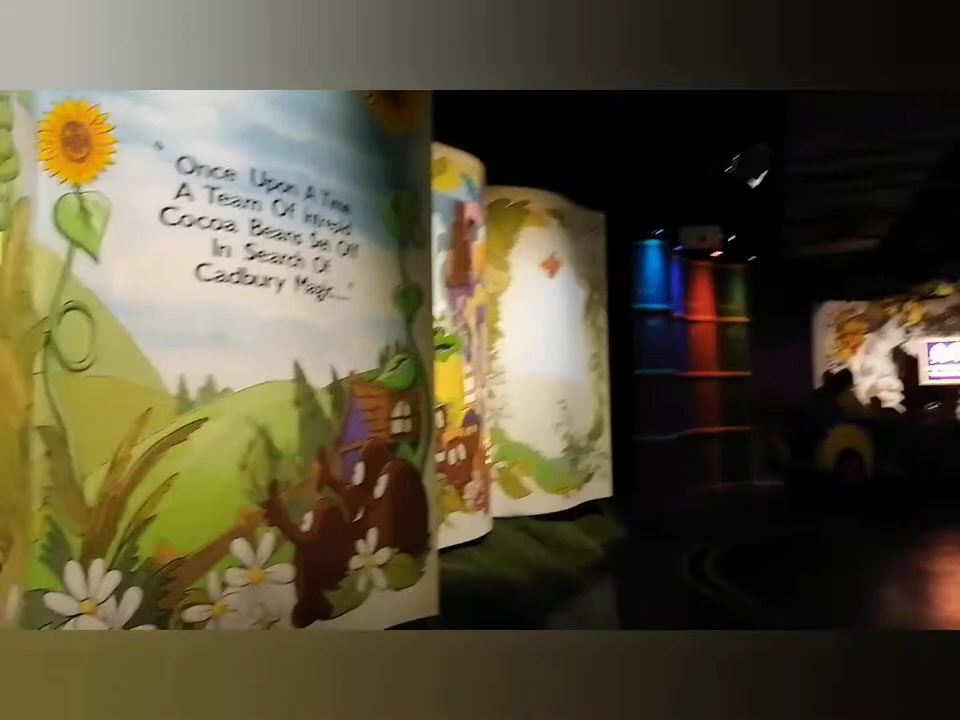 "Once Upon A Time
A Team Of Intrepid
Cocoa Beans Set Off
In Search Of
Cadbury Magic..."